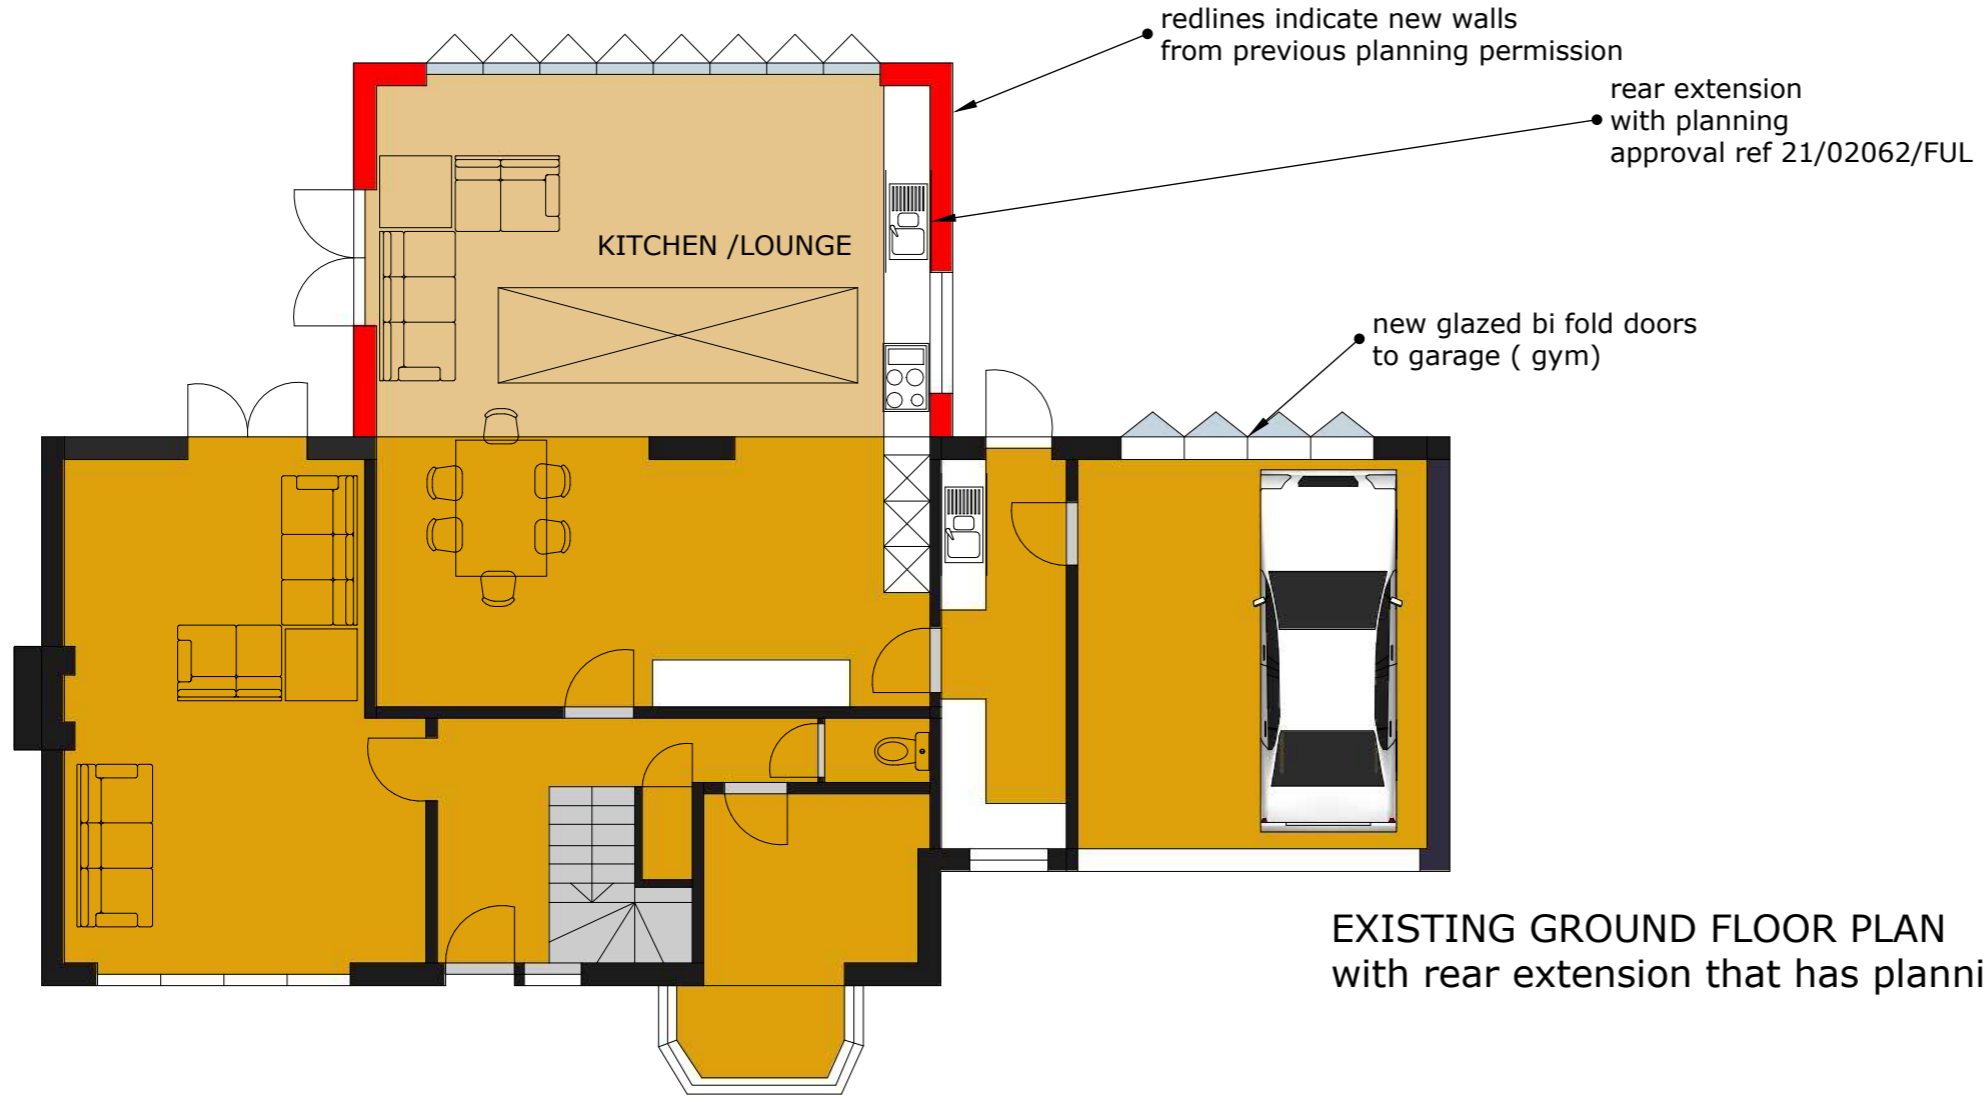 redlines indicate new walls
from previous planning permission
rear extension
with planning
approval ref 21/02062/FUL
KITCHEN /LOUNGE
new glazed bi fold doors
to garage ( gym)
EXISTING GROUND FLOOR PLAN
with rear extension that has planni